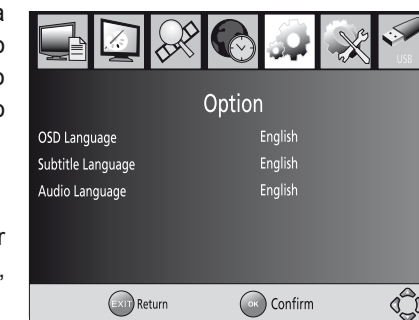 a
o
o
o
r
,
USB
Option
OSD Language English
Subtitle Language English
Audio Language English
EXIT Return OK Confirm